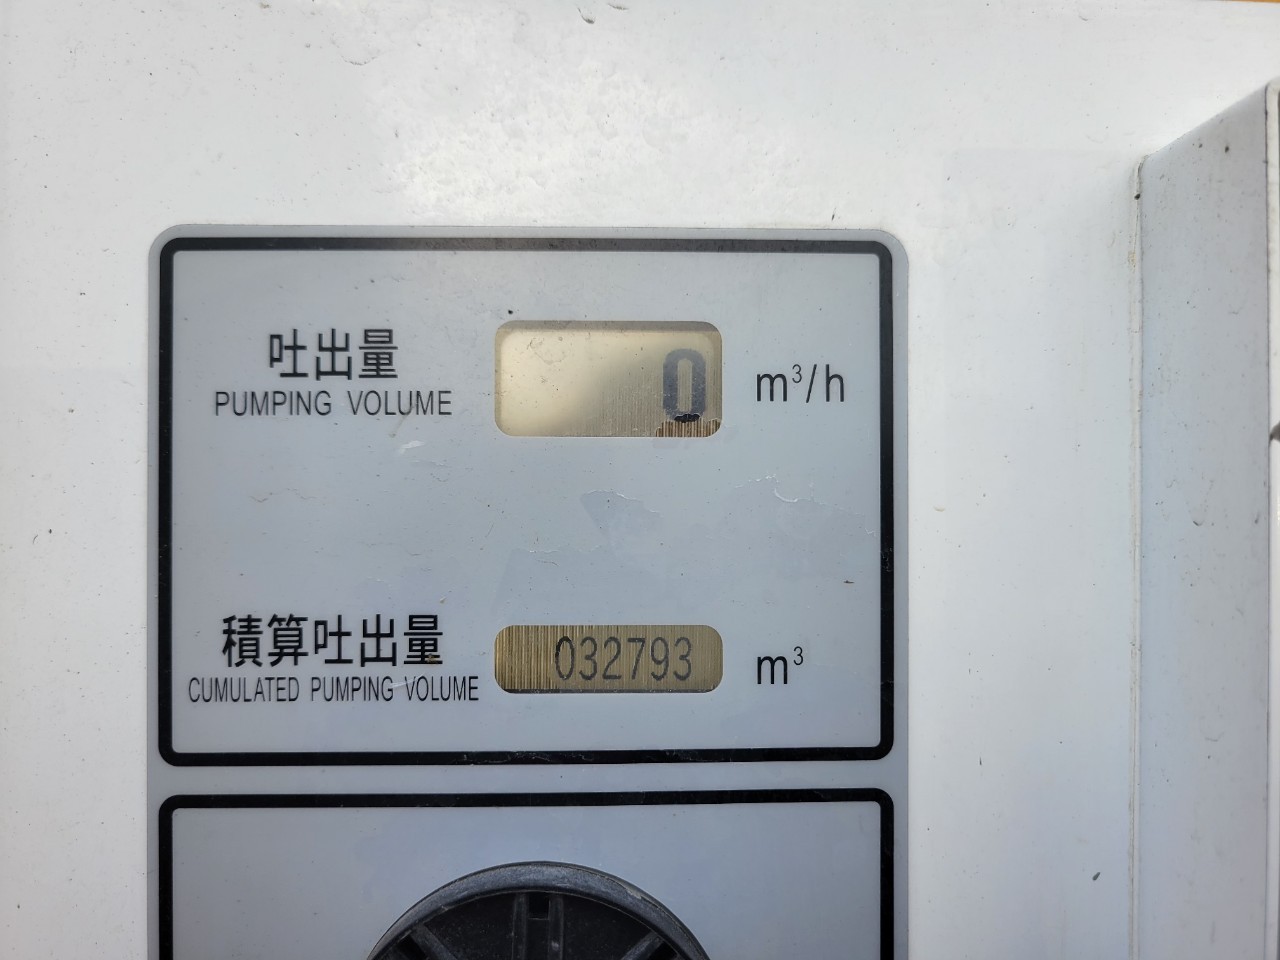 吐出量
PUMPING VOLUME
0 m³/h
積算吐出量
CUMULATED PUMPING VOLUME
032793 m³